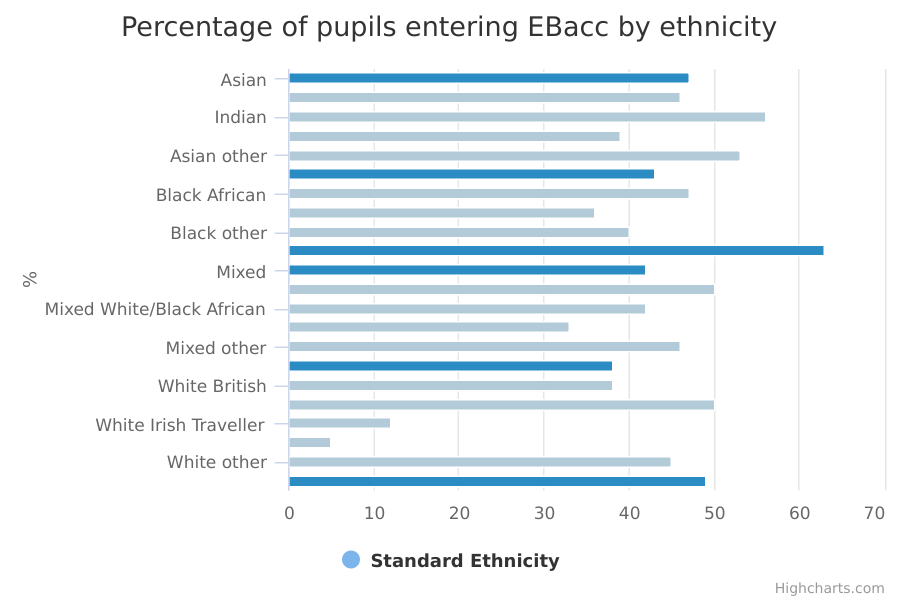 Percentage of pupils entering EBacc by ethnicity
Asian
Indian
Asian other
Black African
Black other
Mixed
Mixed White/Black African
Mixed other
White British
White Irish Traveller
White other
%
0 10 20 30 40 50 60 70
Standard Ethnicity
Highcharts.com